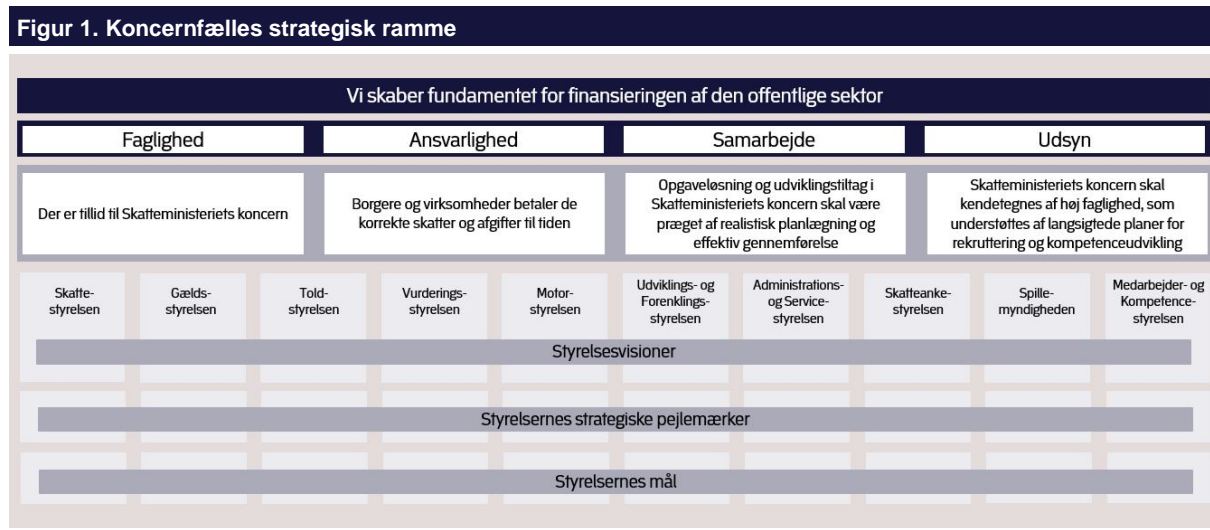 Figur 1. Koncernfælles strategisk ramme
Vi skaber fundamentet for finansieringen af den offentlige sektor
Faglighed
Ansvarlighed
Samarbejde
Udsyn
Der er tillid til Skatteministeriets koncern
Borgere og virksomheder betaler de
korrekte skatter og afgifter til tiden
Opgaveløsning og udviklingstiltag i
Skatteministeriets koncern skal være
præget af realistisk planlægning og
effektiv gennemførelse
Skatteministeriets koncern skal
kendetegnes af høj faglighed, som
understøttes af langsigtede planer for
rekruttering og kompetenceudvikling
Skatte-
styrelsen
Gælds-
styrelsen
Told-
styrelsen
Vurderings-
styrelsen
Motor-
styrelsen
Udviklings- og
Forenklings-
styrelsen
Administrations-
og Service-
styrelsen
Skatteanke-
styrelsen
Spille-
myndigheden
Medarbejder- og
Kompetence-
styrelsen
Styrelsesvisioner
Styrelsernes strategiske pejlemærker
Styrelsernes mål